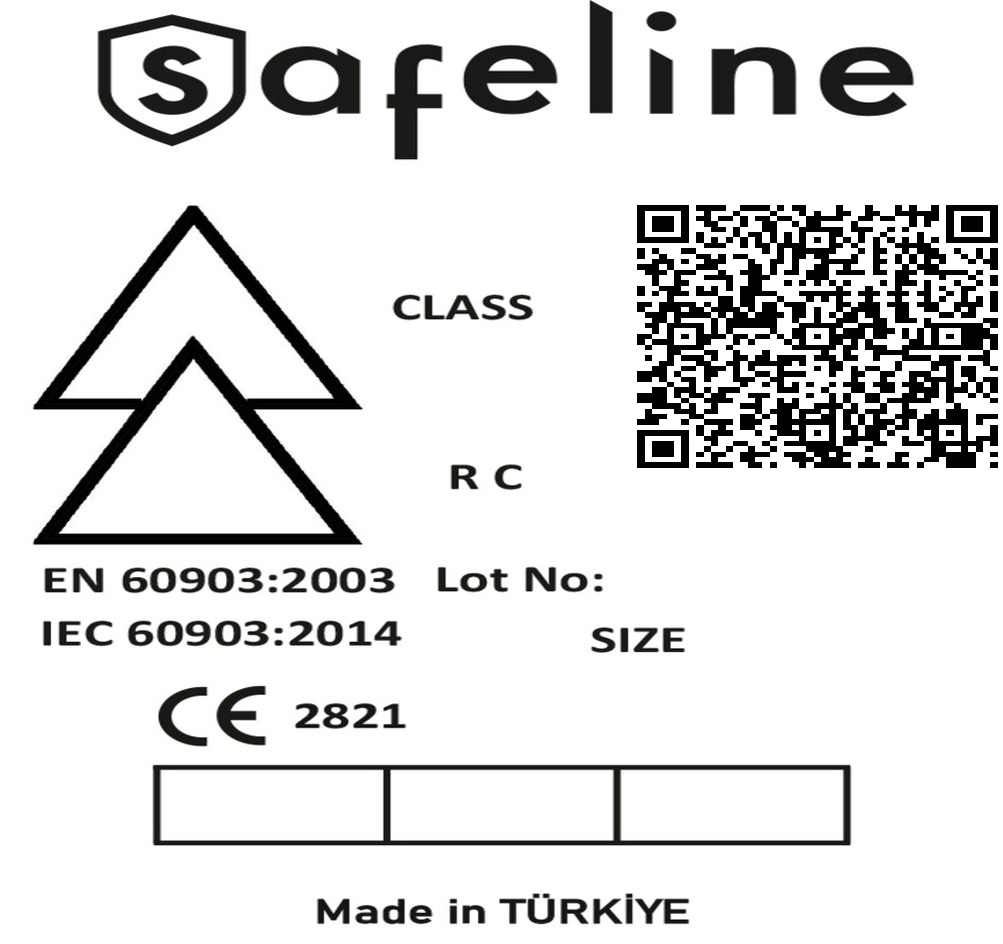 safeline
CLASS
R C
EN 60903:2003 Lot No:
IEC 60903:2014
SIZE
CE 2821
Made in TÜRKİYE